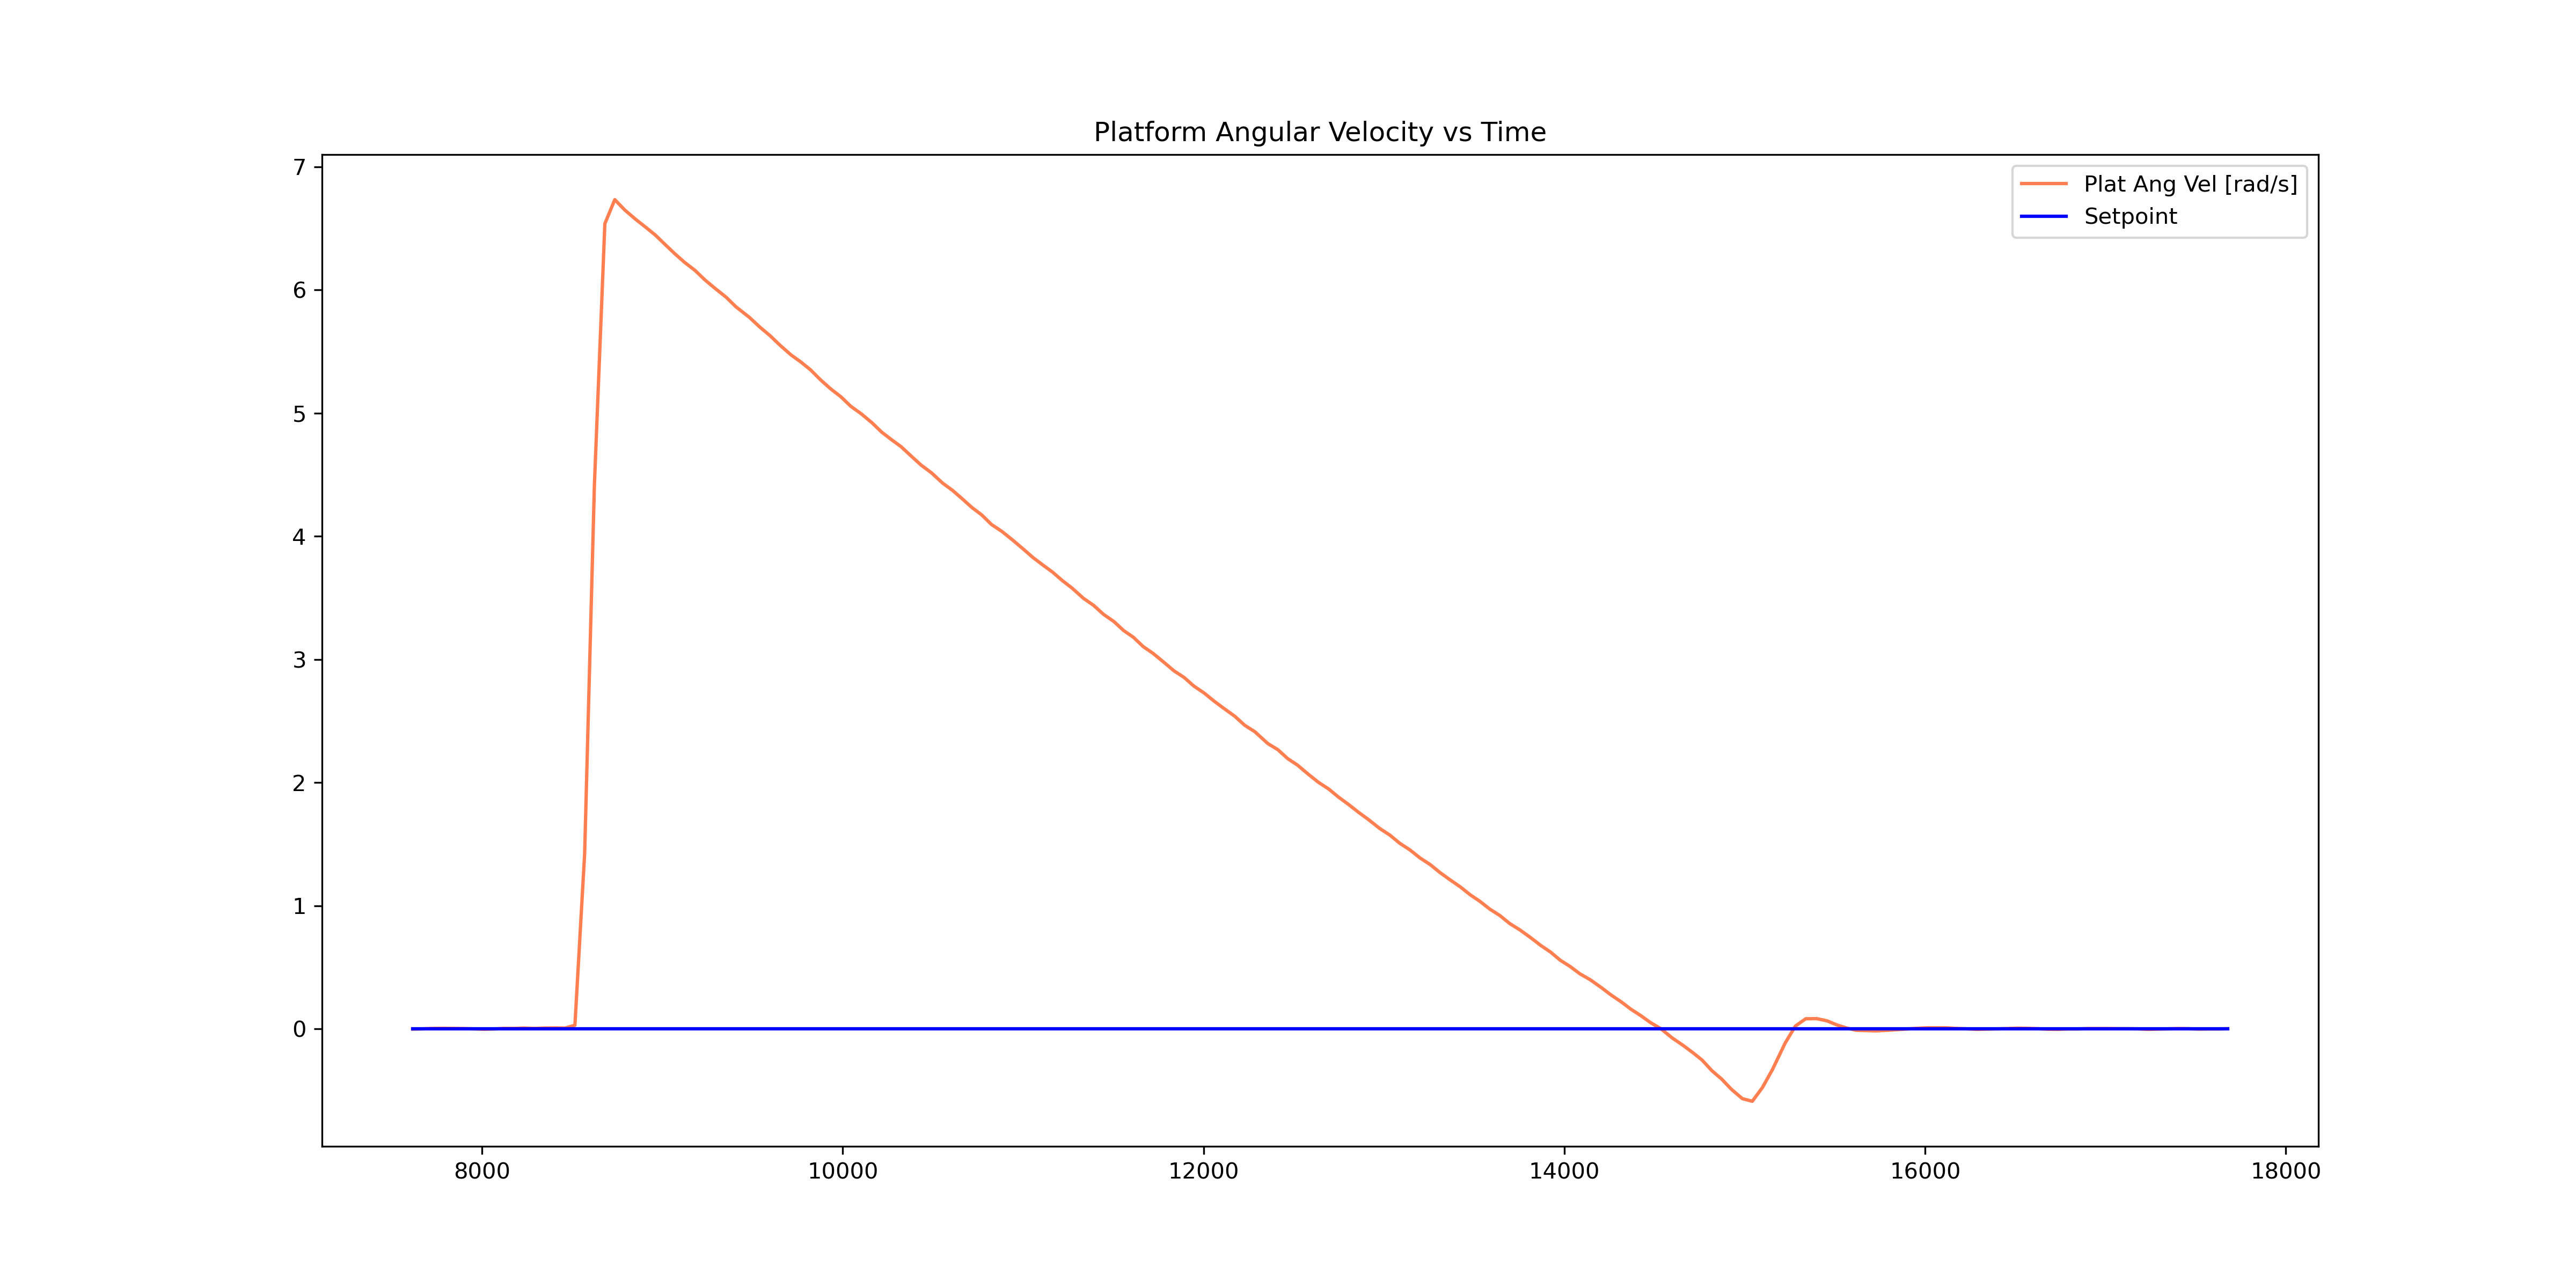 Platform Angular Velocity vs Time
Plat Ang Vel [rad/s]
Setpoint
7
6
5
4
3
2
1
0
8000 10000 12000 14000 16000 18000